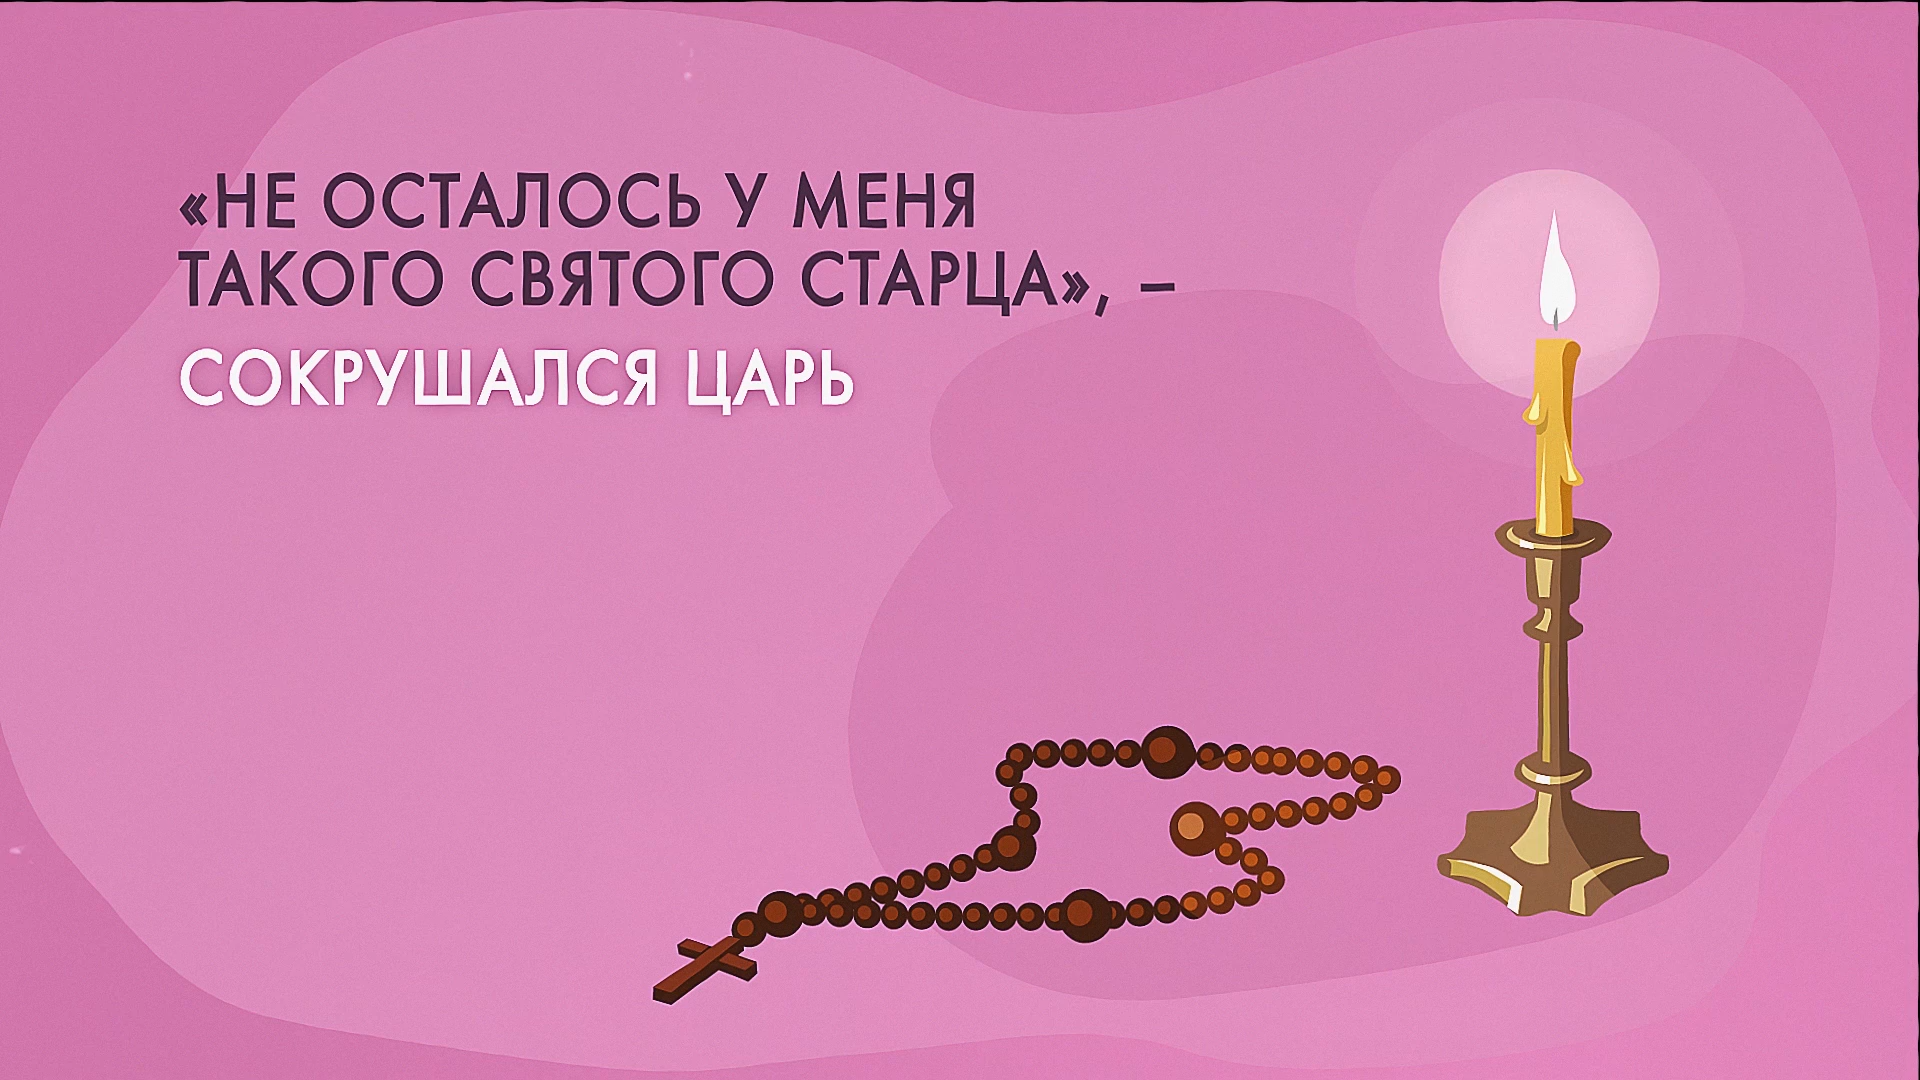 «НЕ ОСТАЛОСЬ У МЕНЯ
ТАКОГО СВЯТОГО СТАРЦА», –
СОКРУШАЛСЯ ЦАРЬ